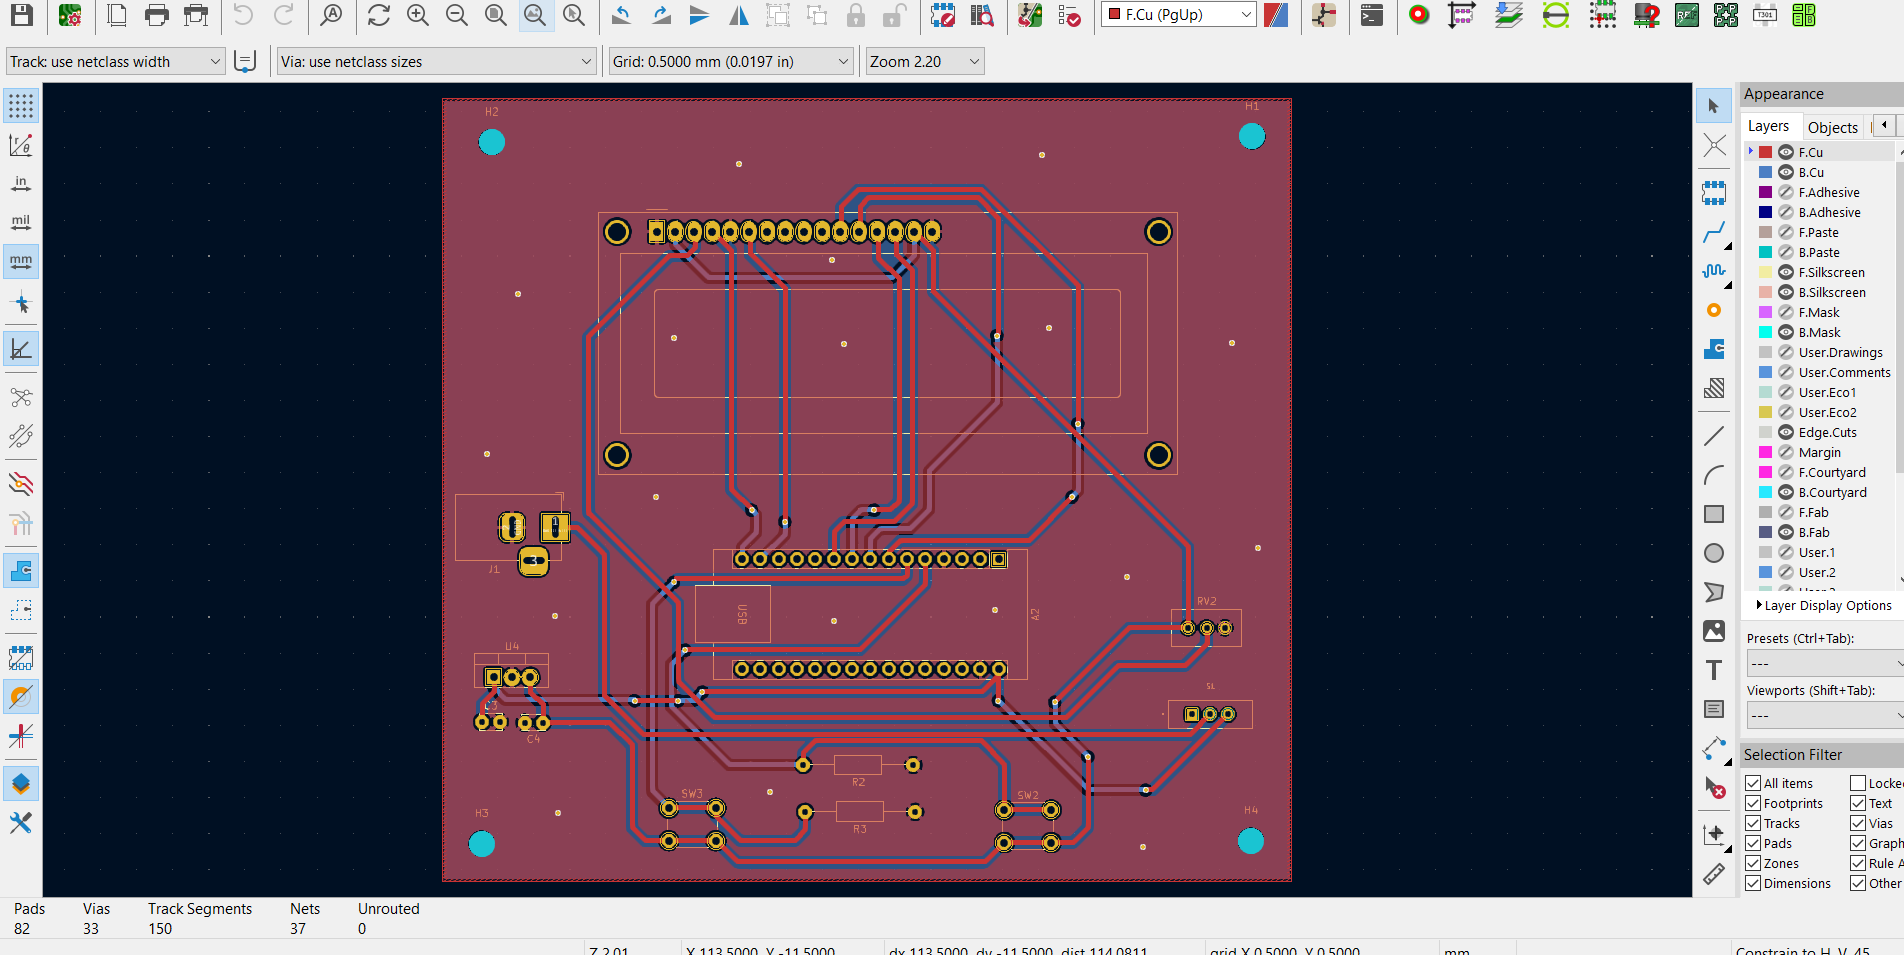 F.Cu (PgUp)
Track: use netclass width
Via: use netclass sizes
Grid: 0.5000 mm (0.0197 in)
Zoom 2.20
in
mil
mm
H2
H1
J1
1
3
USB
A2
RV2
U4
C3
C4
S1
R2
R3
SW3
SW2
H3
H4
Appearance
Layers
Objects
F.Cu
B.Cu
F.Adhesive
B.Adhesive
F.Paste
B.Paste
F.Silkscreen
B.Silkscreen
F.Mask
B.Mask
User.Drawings
User.Comments
User.Eco1
User.Eco2
Edge.Cuts
Margin
F.Courtyard
B.Courtyard
F.Fab
B.Fab
User.1
User.2
Layer Display Options
Presets (Ctrl+Tab):
---
Viewports (Shift+Tab):
---
Selection Filter
All items Locke
Footprints Text
Tracks Vias
Pads Graph
Zones Rule A
Dimensions Other
Pads Vias Track Segments Nets Unrouted
82 33 150 37 0
Z 2.01 X 113.5000 Y -11.5000 dx 113.5000 dy -11.5000 dist 114.0811 grid X 0.5000 Y 0.5000 mm Constrain to H, V, 45